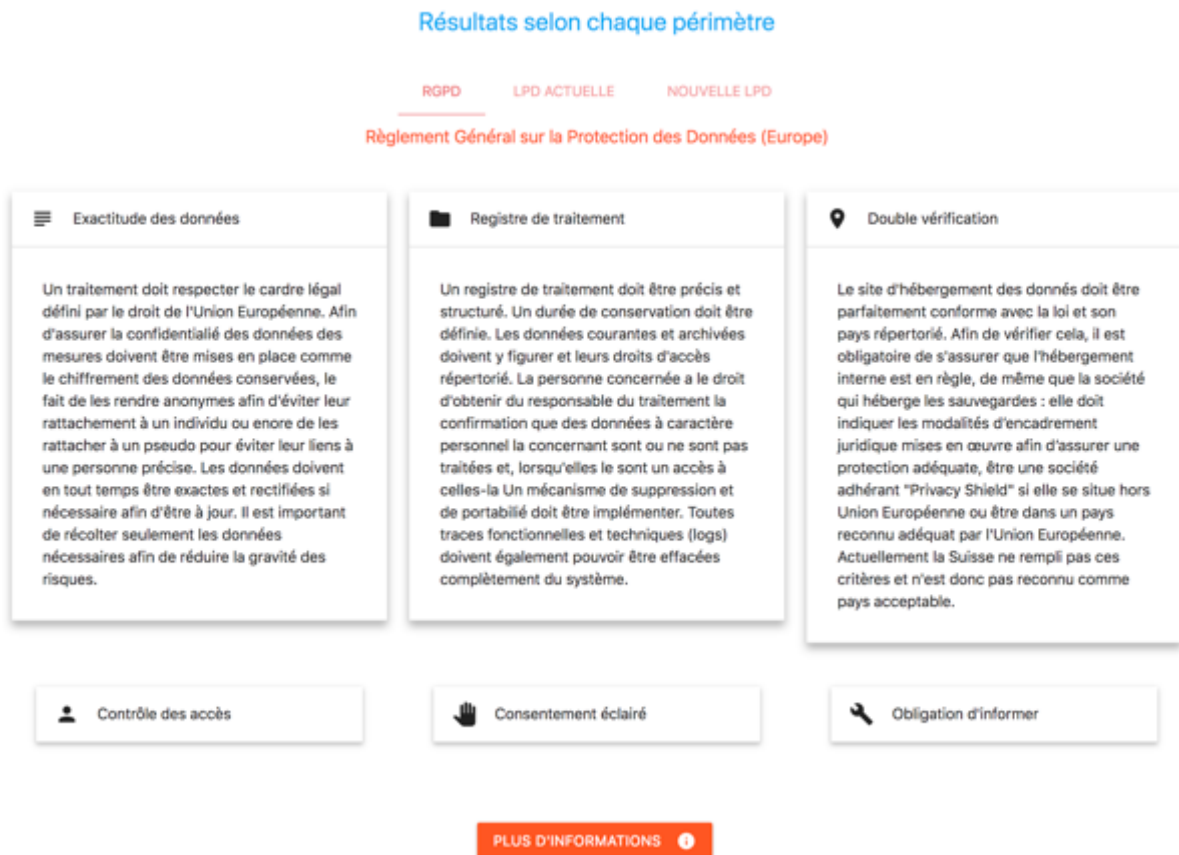 Résultats selon chaque périmètre
RGPD
LPD ACTUELLE
NOUVELLE LPD
Règlement Général sur la Protection des Données (Europe)
Exactitude des données
Un traitement doit respecter le cardre légal
défini par le droit de l'Union Européenne. Afin
d'assurer la confidentialié des données des
mesures doivent être mises en place comme
le chiffrement des données conservées, le
fait de les rendre anonymes afin d'éviter leur
rattachement à un individu ou enore de les
rattacher à un pseudo pour éviter leur liens à
une personne précise. Les données doivent
en tout temps être exactes et rectifiées si
nécessaire afin d'être à jour. Il est important
de récolter seulement les données
nécessaires afin de réduire la gravité des
risques.
Registre de traitement
Un registre de traitement doit être précis et
structuré. Un durée de conservation doit être
définie. Les données courantes et archivées
doivent y figurer et leurs droits d'accès
répertorié. La personne concernée a le droit
d'obtenir du responsable du traitement la
confirmation que des données à caractère
personnel la concernant sont ou ne sont pas
traitées et, lorsqu'elles le sont un accès à
celles-la Un mécanisme de suppression et
de portabilié doit être implémenter. Toutes
traces fonctionnelles et techniques (logs)
doivent également pouvoir être effacées
complètement du système.
Double vérification
Le site d'hébergement des donnés doit être
parfaitement conforme avec la loi et son
pays répertorié. Afin de vérifier cela, il est
obligatoire de s'assurer que l'hébergement
interne est en règle, de même que la société
qui héberge les sauvegardes : elle doit
indiquer les modalités d'encadrement
juridique mises en œuvre afin d'assurer une
protection adéquate, être une société
adhérant "Privacy Shield" si elle se situe hors
Union Européenne ou être dans un pays
reconnu adéquat par l'Union Européenne.
Actuellement la Suisse ne rempli pas ces
critères et n'est donc pas reconnu comme
pays acceptable.
Contrôle des accès
Consentement éclairé
Obligation d'informer
PLUS D'INFORMATIONS